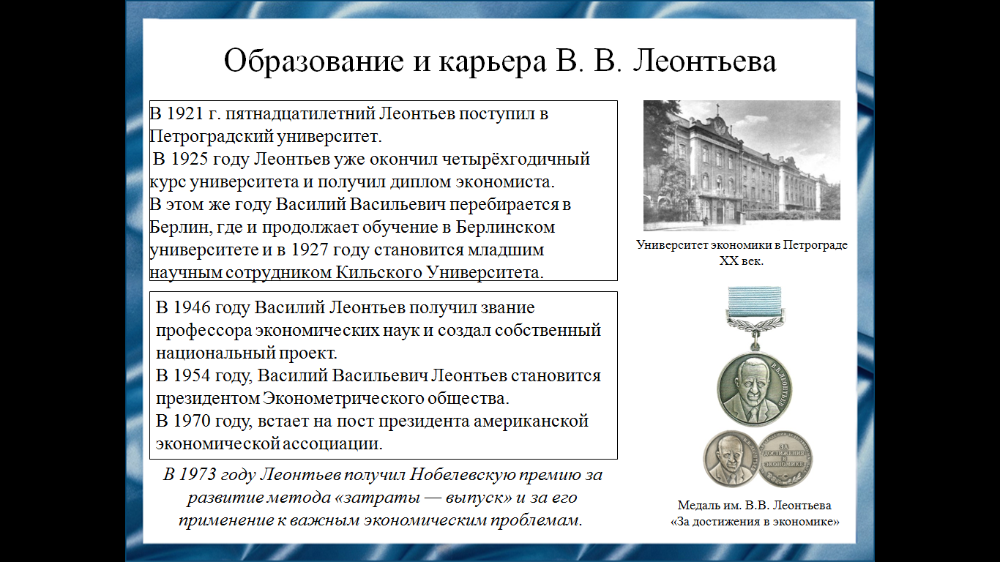 Образование и карьера В. В. Леонтьева
В 1921 г. пятнадцатилетний Леонтьев поступил в
Петроградский университет.
В 1925 году Леонтьев уже окончил четырёхгодичный
курс университета и получил диплом экономиста.
В этом же году Василий Васильевич перебирается в
Берлин, где и продолжает обучение в Берлинском
университете и в 1927 году становится младшим
научным сотрудником Кильского Университета.
В 1946 году Василий Леонтьев получил звание
профессора экономических наук и создал собственный
национальный проект.
В 1954 году, Василий Васильевич Леонтьев становится
президентом Эконометрического общества.
В 1970 году, встает на пост президента американской
экономической ассоциации.
В 1973 году Леонтьев получил Нобелевскую премию за
развитие метода «затраты — выпуск» и за его
применение к важным экономическим проблемам.
Университет экономики в Петрограде
XX век.
В.В.ЛЕОНТЬЕВ
ЗА
ДОСТИЖЕНИЯ
В
ЭКОНОМИКЕ
Медаль им. В.В. Леонтьева
«За достижения в экономике»